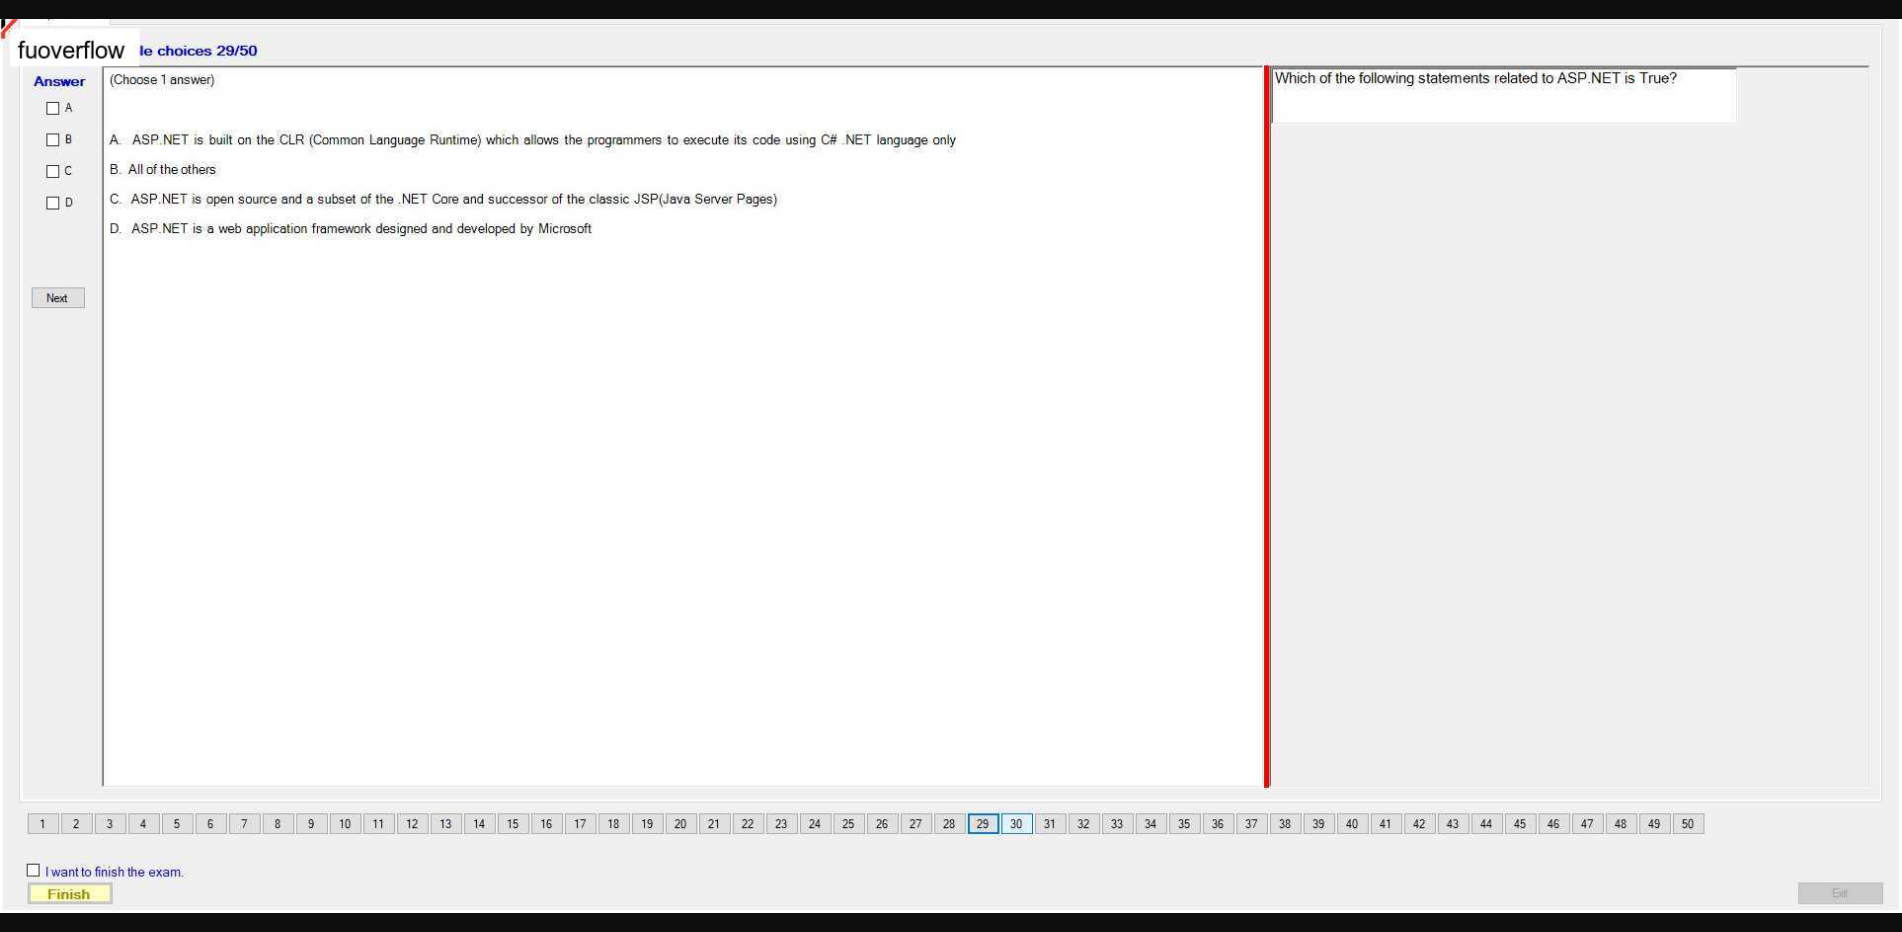 fuoverflow
le choices 29/50
Answer
(Choose 1 answer)
Which of the following statements related to ASP.NET is True?
A
B
C
D
A. ASP.NET is built on the CLR (Common Language Runtime) which allows the programmers to execute its code using C# .NET language only
B. All of the others
C. ASP.NET is open source and a subset of the .NET Core and successor of the classic JSP(Java Server Pages)
D. ASP.NET is a web application framework designed and developed by Microsoft
Next
1 2 3 4 5 6 7 8 9 10 11 12 13 14 15 16 17 18 19 20 21 22 23 24 25 26 27 28 29 30 31 32 33 34 35 36 37 38 39 40 41 42 43 44 45 46 47 48 49 50
I want to finish the exam.
Finish
Exit